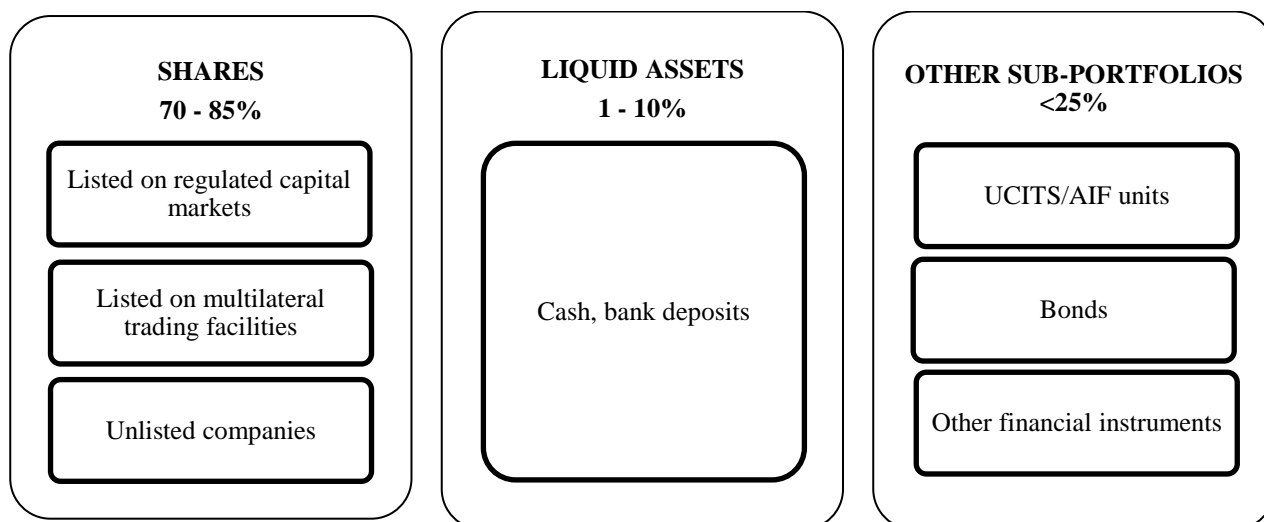 SHARES
70 - 85%
Listed on regulated capital
markets
Listed on multilateral
trading facilities
Unlisted companies
LIQUID ASSETS
1 - 10%
Cash, bank deposits
OTHER SUB-PORTFOLIOS
<25%
UCITS/AIF units
Bonds
Other financial instruments